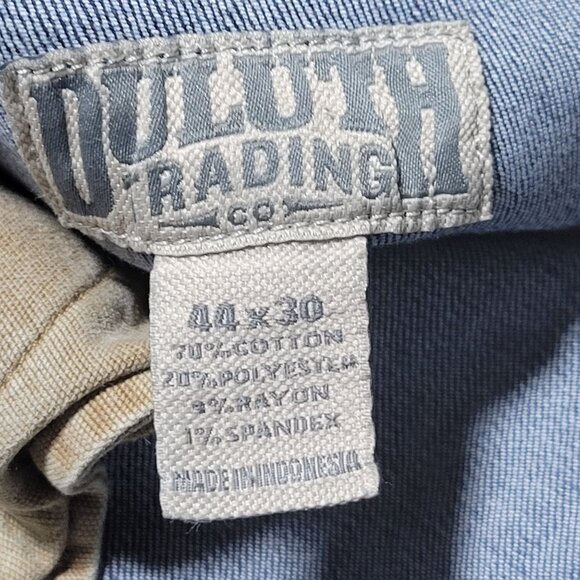 DULUTH
TRADING
CO
44 x 30
70% COTTON
20% POLYESTER
9% RAYON
1% SPANDEX
MADE IN INDONESIA